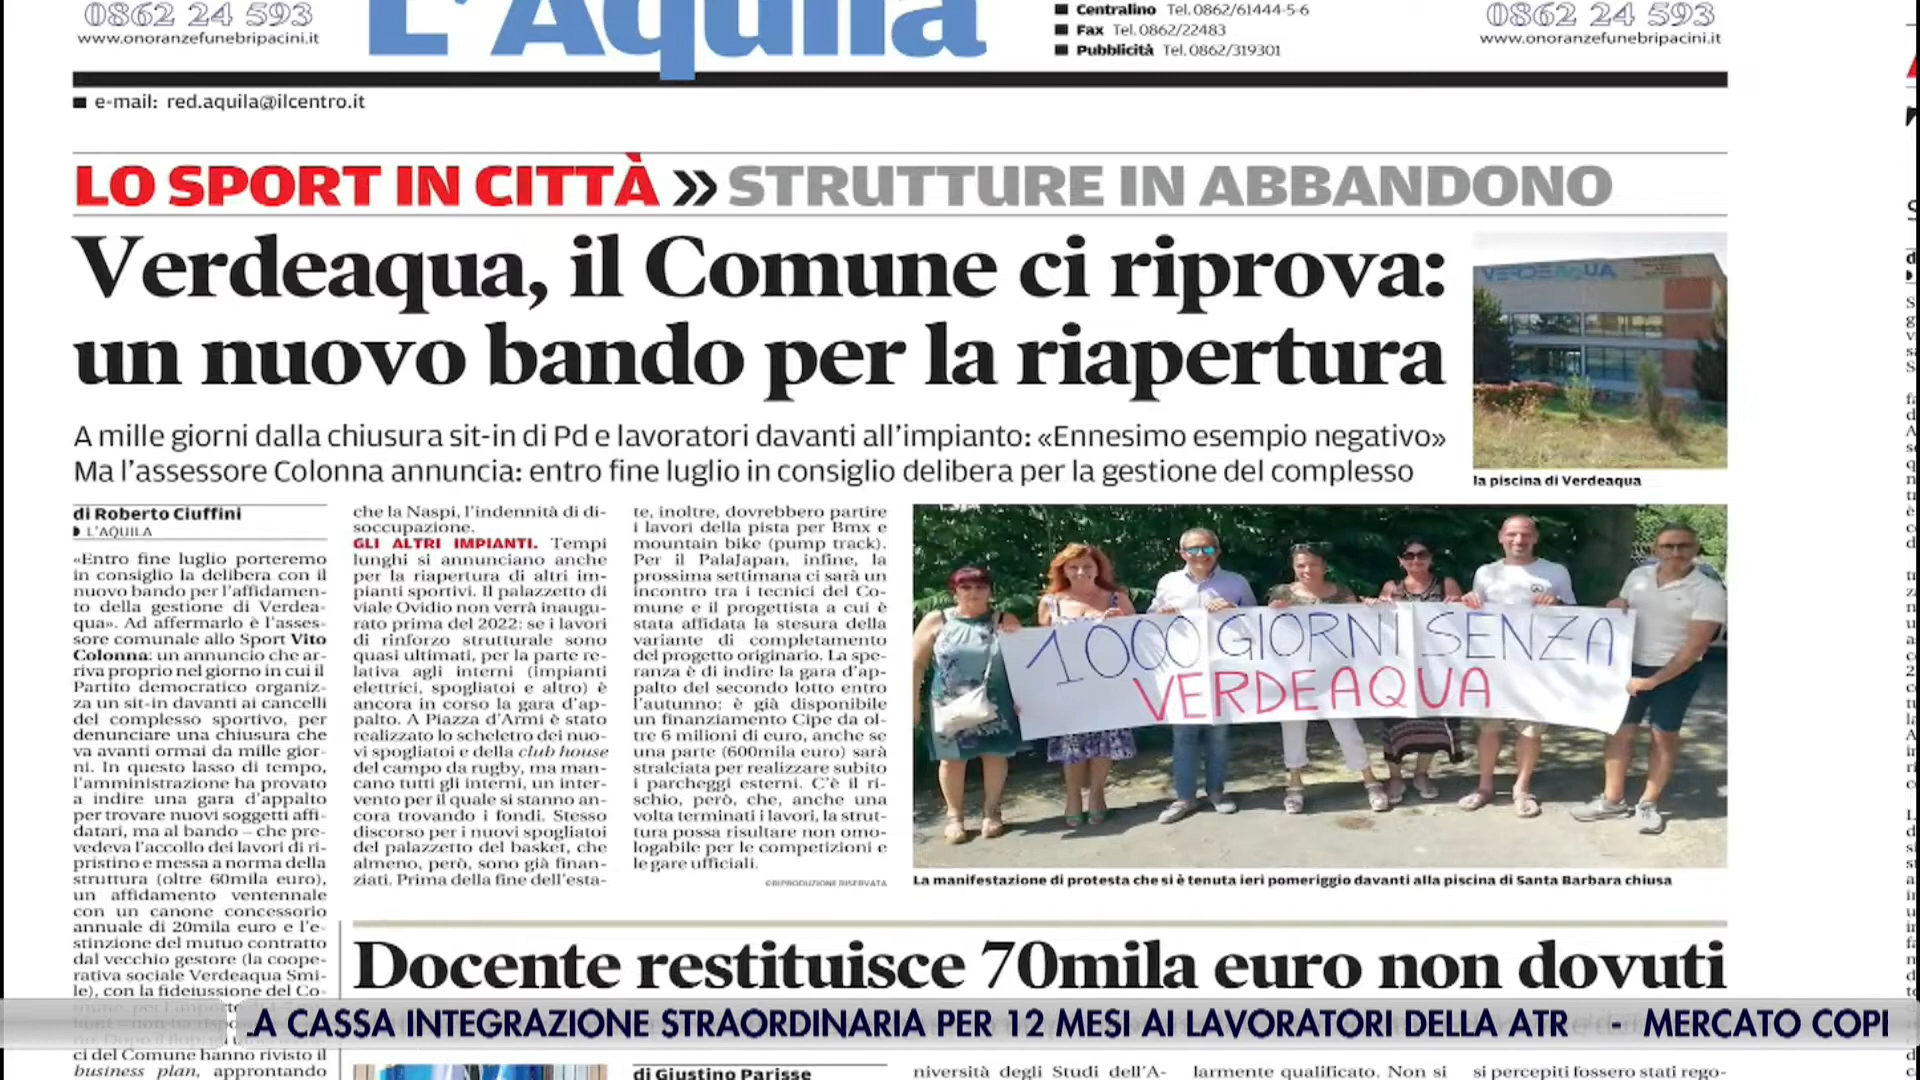 0862 24 593
www.onoranzefunebripacini.it
L'Aquila
Centralino Tel. 0862/61444-5-6
Fax Tel. 0862/22483
Pubblicità Tel. 0862/319301
0862 24 593
www.onoranzefunebripacini.it
e-mail: red.aquila@ilcentro.it
LO SPORT IN CITTÀ » STRUTTURE IN ABBANDONO
Verdeaqua, il Comune ci riprova:
un nuovo bando per la riapertura
A mille giorni dalla chiusura sit-in di Pd e lavoratori davanti all'impianto: «Ennesimo esempio negativo»
Ma l'assessore Colonna annuncia: entro fine luglio in consiglio delibera per la gestione del complesso
VERDEAQUA
la piscina di Verdeaqua
di Roberto Ciuffini
L'AQUILA
«Entro fine luglio porteremo
in consiglio la delibera con il
nuovo bando per l'affidamen-
to della gestione di Verdea-
qua». Ad affermarlo è l'asses-
sore comunale allo Sport Vito
Colonna: un annuncio che ar-
riva proprio nel giorno in cui il
Partito democratico organiz-
za un sit-in davanti ai cancelli
del complesso sportivo, per
denunciare una chiusura che
va avanti ormai da mille gior-
ni. In questo lasso di tempo,
l'amministrazione ha provato
a indire una gara d'appalto
per trovare nuovi soggetti affi-
datari, ma al bando – che pre-
vedeva l'accollo dei lavori di ri-
pristino e messa a norma della
struttura (oltre 60mila euro),
un affidamento ventennale
con un canone concessorio
annuale di 20mila euro e l'e-
stinzione del mutuo contratto
dal vecchio gestore (la coope-
rativa sociale Verdeaqua Smi-
le), con la fideiussione del Co-
ci del Comune hanno rivisto il
business plan, approntando
che la Naspi, l'indennità di di-
soccupazione.
GLI ALTRI IMPIANTI. Tempi
lunghi si annunciano anche
per la riapertura di altri im-
pianti sportivi. Il palazzetto di
viale Ovidio non verrà inaugu-
rato prima del 2022: se i lavori
di rinforzo strutturale sono
quasi ultimati, per la parte re-
lativa agli interni (impianti
elettrici, spogliatoi e altro) è
ancora in corso la gara d'ap-
palto. A Piazza d'Armi è stato
realizzato lo scheletro dei nuo-
vi spogliatoi e della club house
del campo da rugby, ma man-
cano tutti gli interni, un inter-
vento per il quale si stanno an-
cora trovando i fondi. Stesso
discorso per i nuovi spogliatoi
del palazzetto del basket, che
almeno, però, sono già finan-
ziati. Prima della fine dell'esta-
te, inoltre, dovrebbero partire
i lavori della pista per Bmx e
mountain bike (pump track).
Per il PalaJapan, infine, la
prossima settimana ci sarà un
incontro tra i tecnici del Co-
mune e il progettista a cui è
stata affidata la stesura della
variante di completamento
del progetto originario. La spe-
ranza è di indire la gara d'ap-
palto del secondo lotto entro
l'autunno: è già disponibile
un finanziamento Cipe da ol-
tre 6 milioni di euro, anche se
una parte (600mila euro) sarà
stralciata per realizzare subito
i parcheggi esterni. C'è il ri-
schio, però, che, anche una
volta terminati i lavori, la strut-
tura possa risultare non omo-
logabile per le competizioni e
le gare ufficiali.
©RIPRODUZIONE RISERVATA
1000 GIORNI SENZA
VERDEAQUA
La manifestazione di protesta che si è tenuta ieri pomeriggio davanti alla piscina di Santa Barbara chiusa
Docente restituisce 70mila euro non dovuti
A CASSA INTEGRAZIONE STRAORDINARIA PER 12 MESI AI LAVORATORI DELLA ATR - MERCATO COPI
di Giustino Parisse
niversità degli Studi dell'A-
larmente qualificato. Non si
si percepiti fossero stati rego-